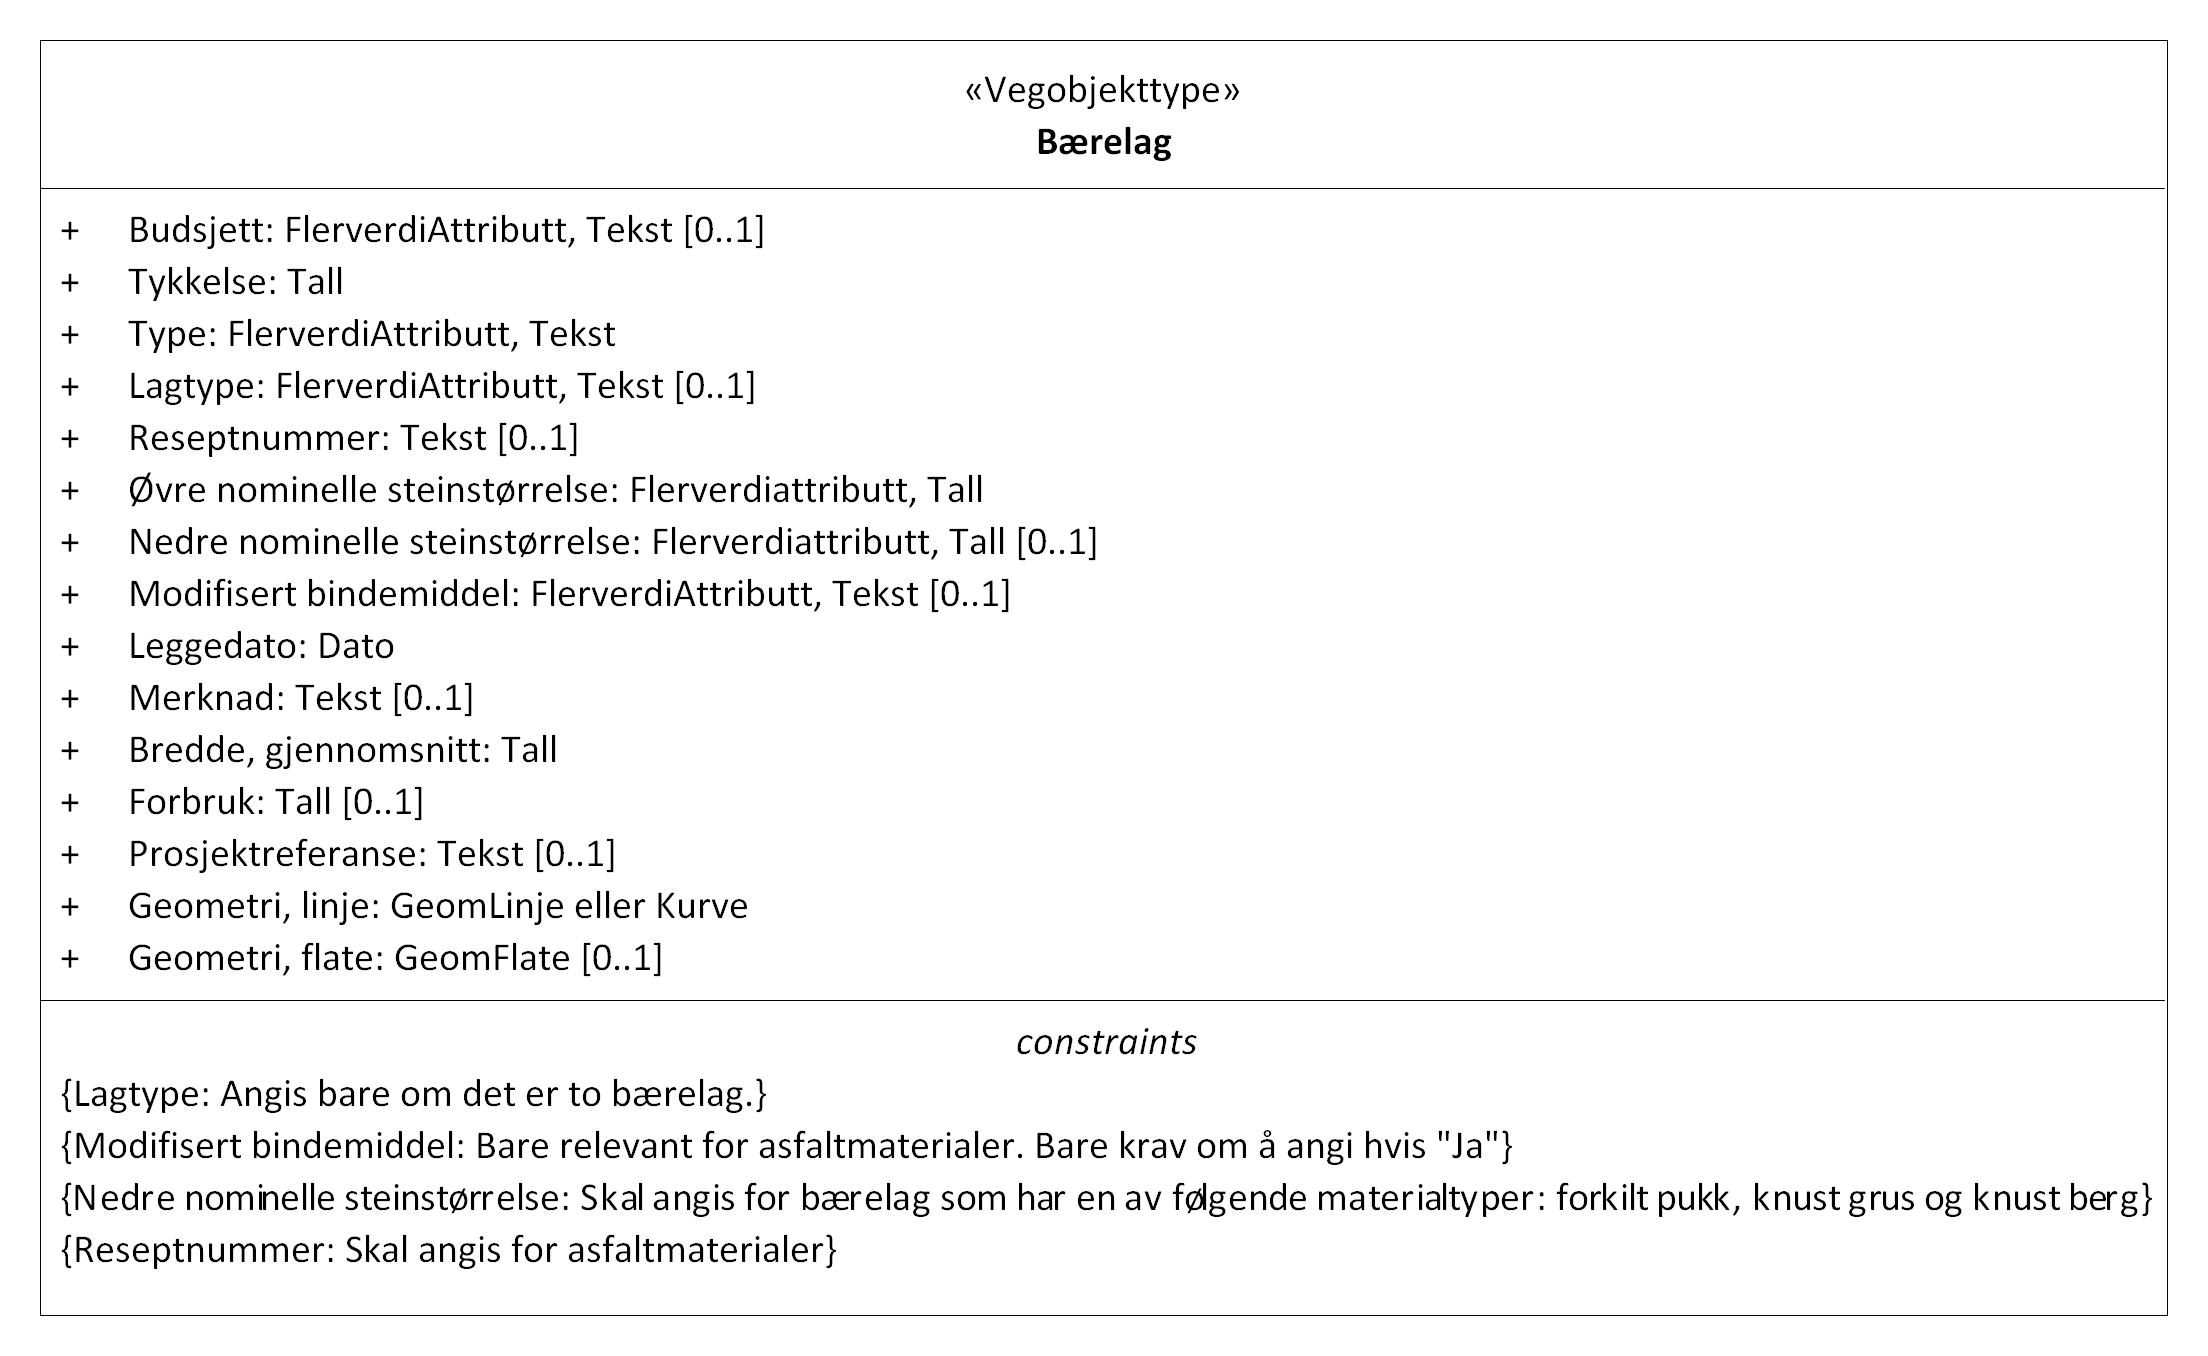 «Vegobjekttype»
Bærelag
+ Budsjett: FlerverdiAttributt, Tekst [0..1]
+ Tykkelse: Tall
+ Type: FlerverdiAttributt, Tekst
+ Lagtype: FlerverdiAttributt, Tekst [0..1]
+ Reseptnummer: Tekst [0..1]
+ Øvre nominelle steinstørrelse: Flerverdiattributt, Tall
+ Nedre nominelle steinstørrelse: Flerverdiattributt, Tall [0..1]
+ Modifisert bindemiddel: FlerverdiAttributt, Tekst [0..1]
+ Leggedato: Dato
+ Merknad: Tekst [0..1]
+ Bredde, gjennomsnitt: Tall
+ Forbruk: Tall [0..1]
+ Prosjektreferanse: Tekst [0..1]
+ Geometri, linje: GeomLinje eller Kurve
+ Geometri, flate: GeomFlate [0..1]
constraints
{Lagtype: Angis bare om det er to bærelag.}
{Modifisert bindemiddel: Bare relevant for asfaltmaterialer. Bare krav om å angi hvis "Ja"}
{Nedre nominelle steinstørrelse: Skal angis for bærelag som har en av følgende materialtyper: forkilt pukk, knust grus og knust berg}
{Reseptnummer: Skal angis for asfaltmaterialer}